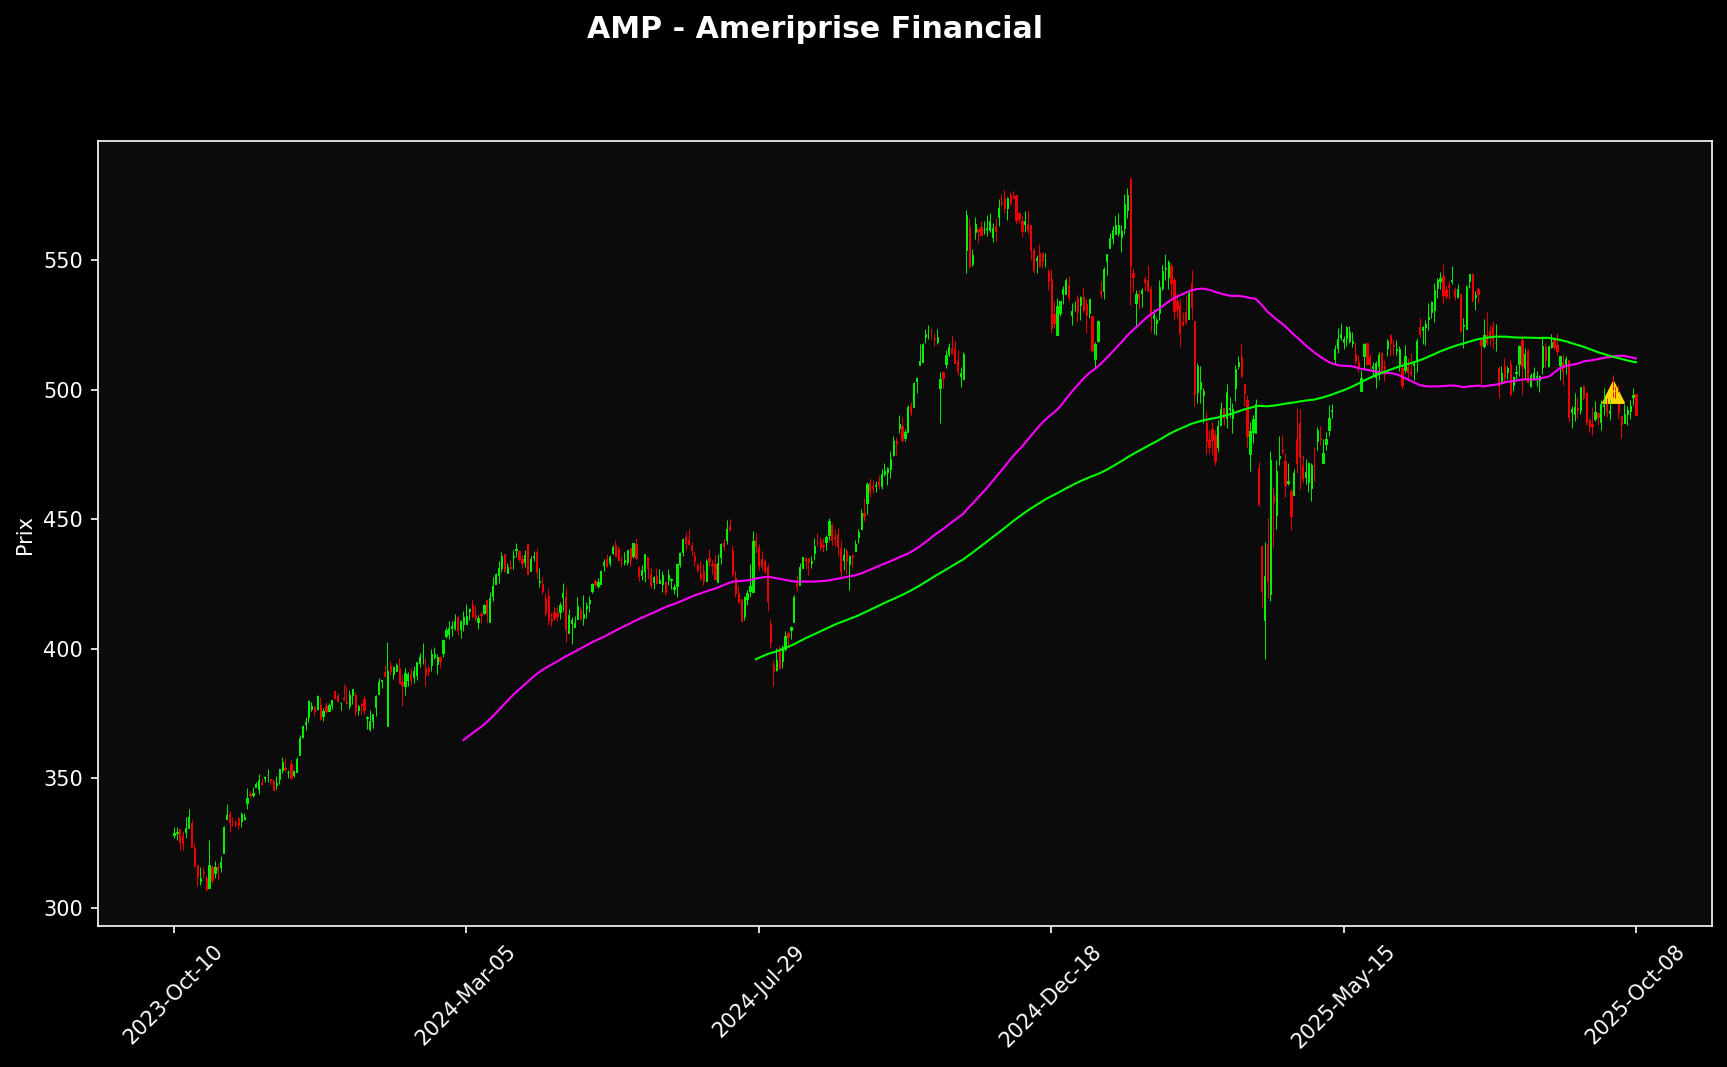 AMP - Ameriprise Financial
Prix
550
500
450
400
350
300
2023-Oct-10
2024-Mar-05
2024-Jul-29
2024-Dec-18
2025-May-15
2025-Oct-08